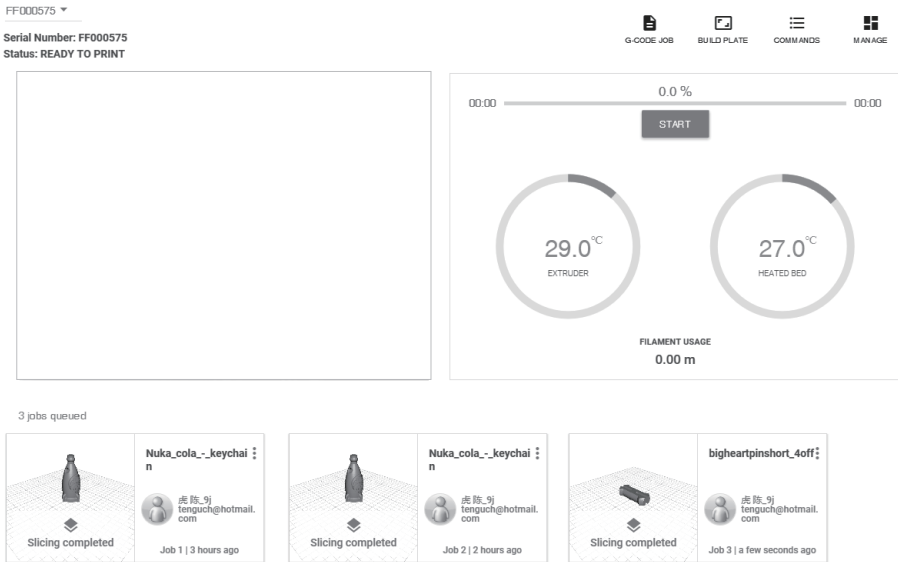 FF000575
Serial Number: FF000575
Status: READY TO PRINT
G-CODE JOB
BUILD PLATE
COMMANDS
MANAGE
0.0 %
00:00
00:00
START
29.0°C
EXTRUDER
27.0°C
HEATED BED
FILAMENT USAGE
0.00 m
3 jobs queued
Nuka_cola_-_keychai
n
虎 陈_9j
tenguch@hotmail.
com
Slicing completed
Job 1 | 3 hours ago
Nuka_cola_-_keychai
n
虎 陈_9j
tenguch@hotmail.
com
Slicing completed
Job 2 | 2 hours ago
bigheartpinshort_4off
虎 陈_9j
tenguch@hotmail.
com
Slicing completed
Job 3 | a few seconds ago